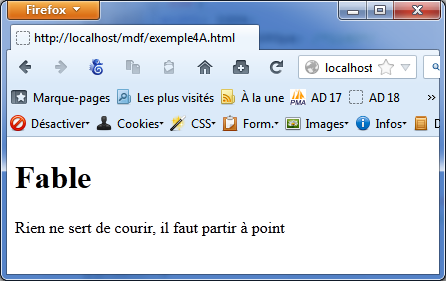 Firefox
http://localhost/mdf/exemple4A.html
localhost
Marque-pages Les plus visités À la une PMA AD 17 AD 18 »
Désactiver Cookies CSS Form. Images Infos D »
Fable
Rien ne sert de courir, il faut partir à point